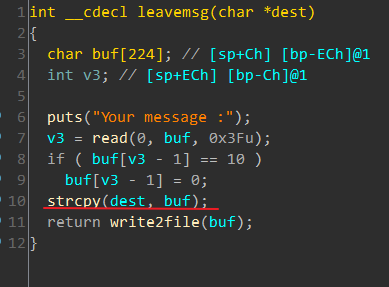 1 int __cdecl leavemsg(char *dest)
2 {
3   char buf[224]; // [sp+Ch] [bp-ECh]@1
4   int v3; // [sp+ECh] [bp-Ch]@1
5
6   puts("Your message :");
7   v3 = read(0, buf, 0x3Fu);
8   if ( buf[v3 - 1] == 10 )
9     buf[v3 - 1] = 0;
10   strcpy(dest, buf);
11   return write2file(buf);
12 }